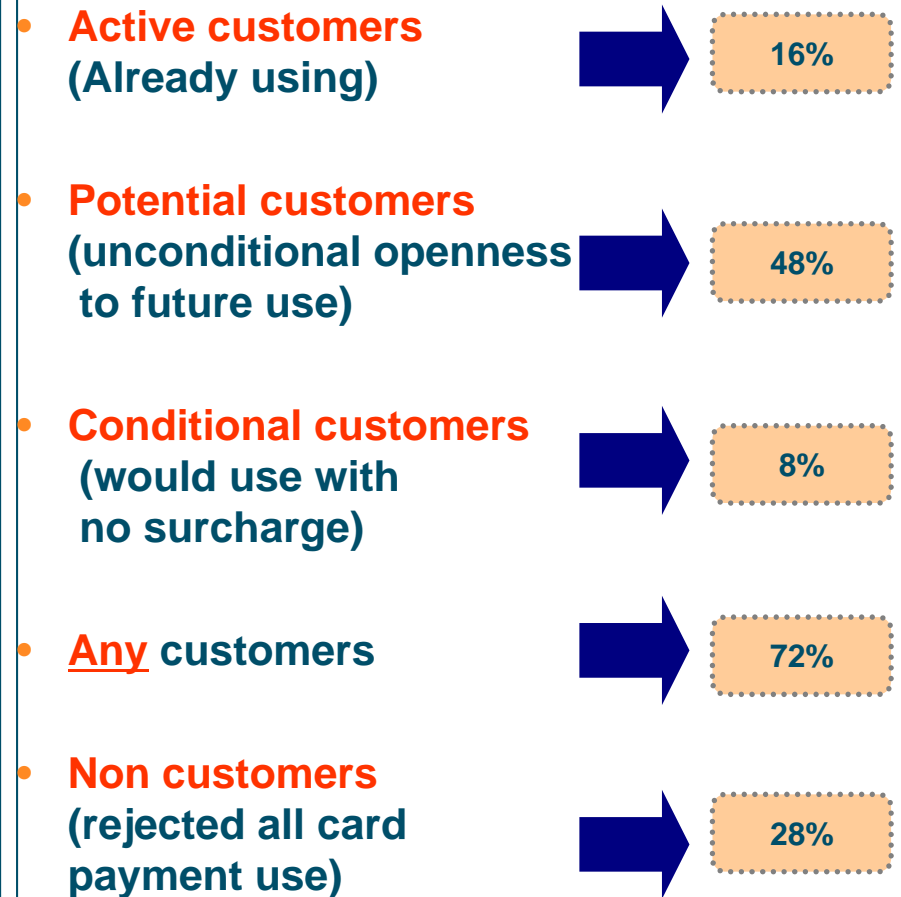 • Active customers
(Already using)
16%
• Potential customers
(unconditional openness
to future use)
48%
• Conditional customers
(would use with
no surcharge)
8%
• Any customers
72%
• Non customers
(rejected all card
payment use)
28%